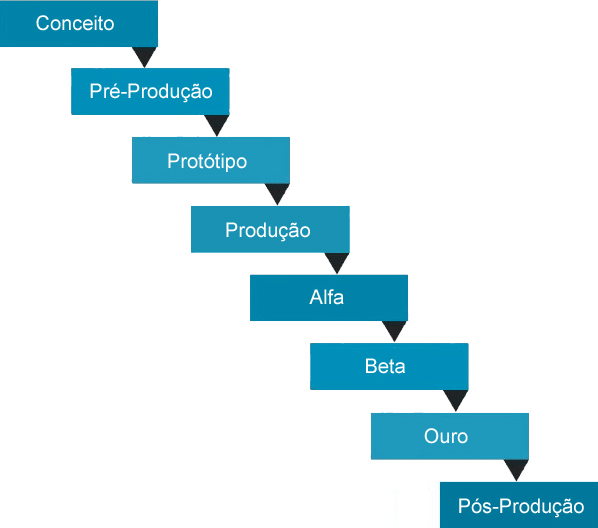 Conceito
Pré-Produção
Protótipo
Produção
Alfa
Beta
Ouro
Pós-Produção